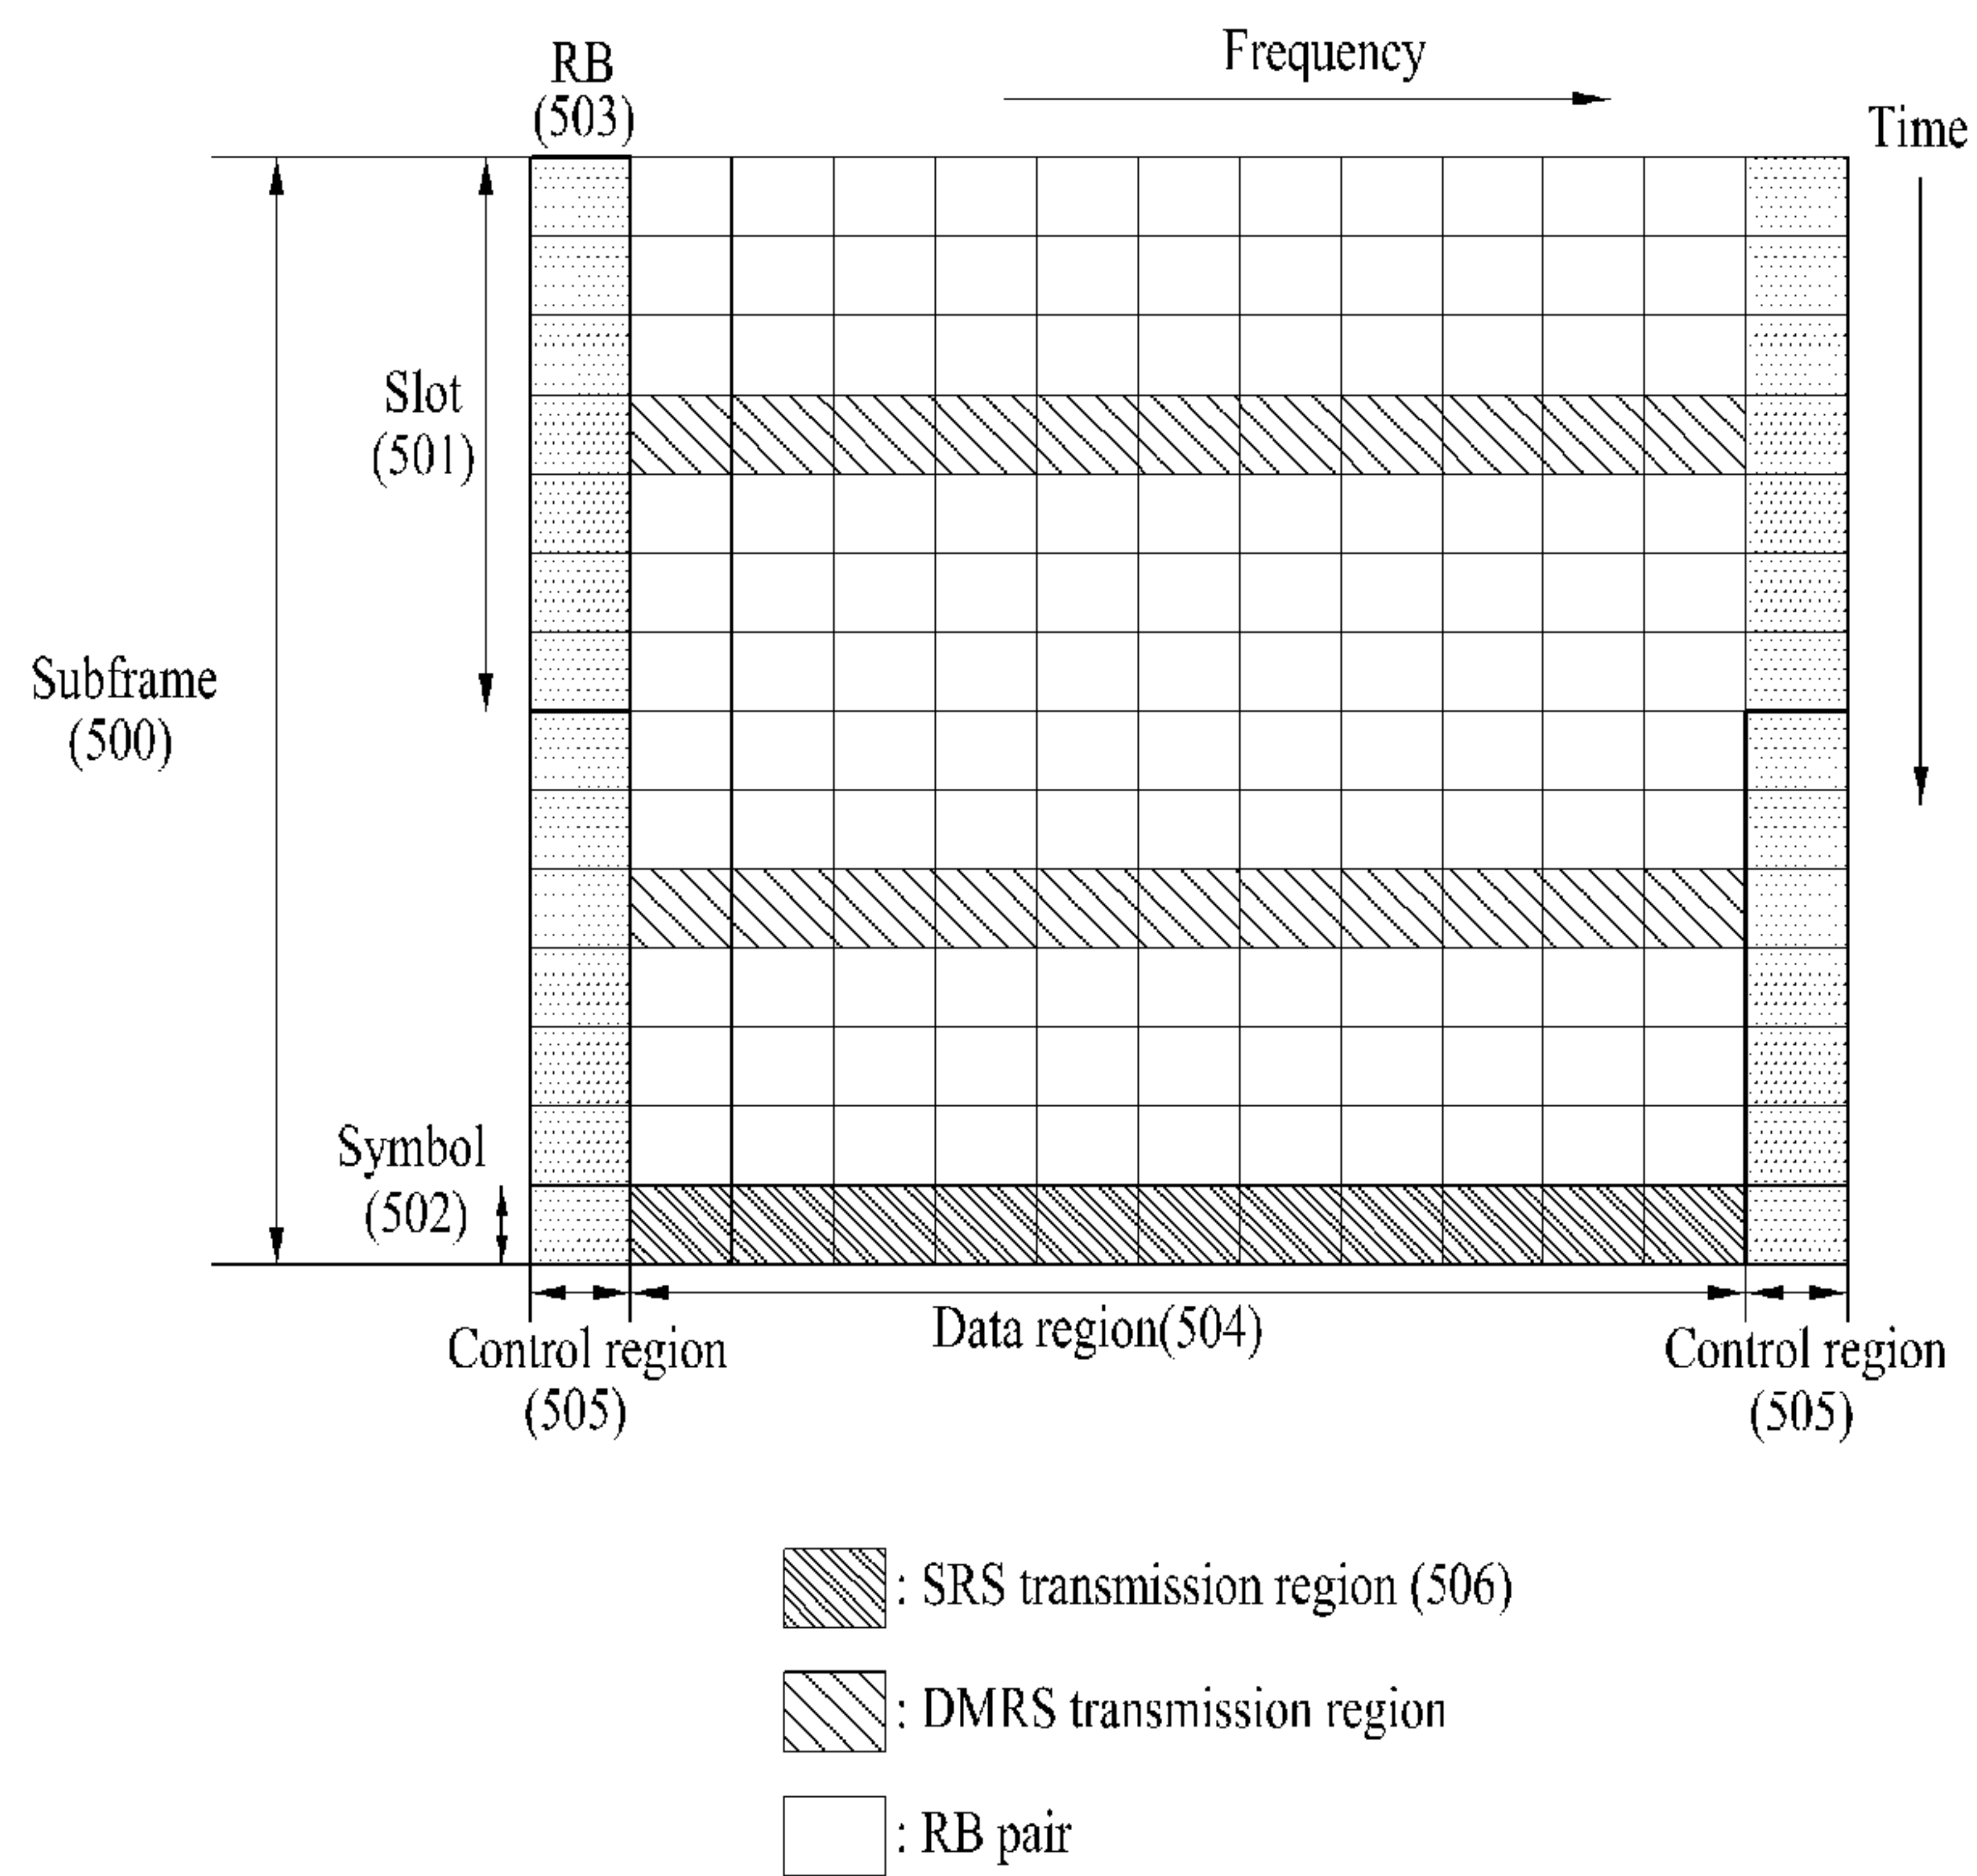 RB
(503)
Frequency
Time
Slot
(501)
Subframe
(500)
Symbol
(502)
Data region(504)
Control region
(505)
Control region
(505)
: SRS transmission region (506)
: DMRS transmission region
: RB pair